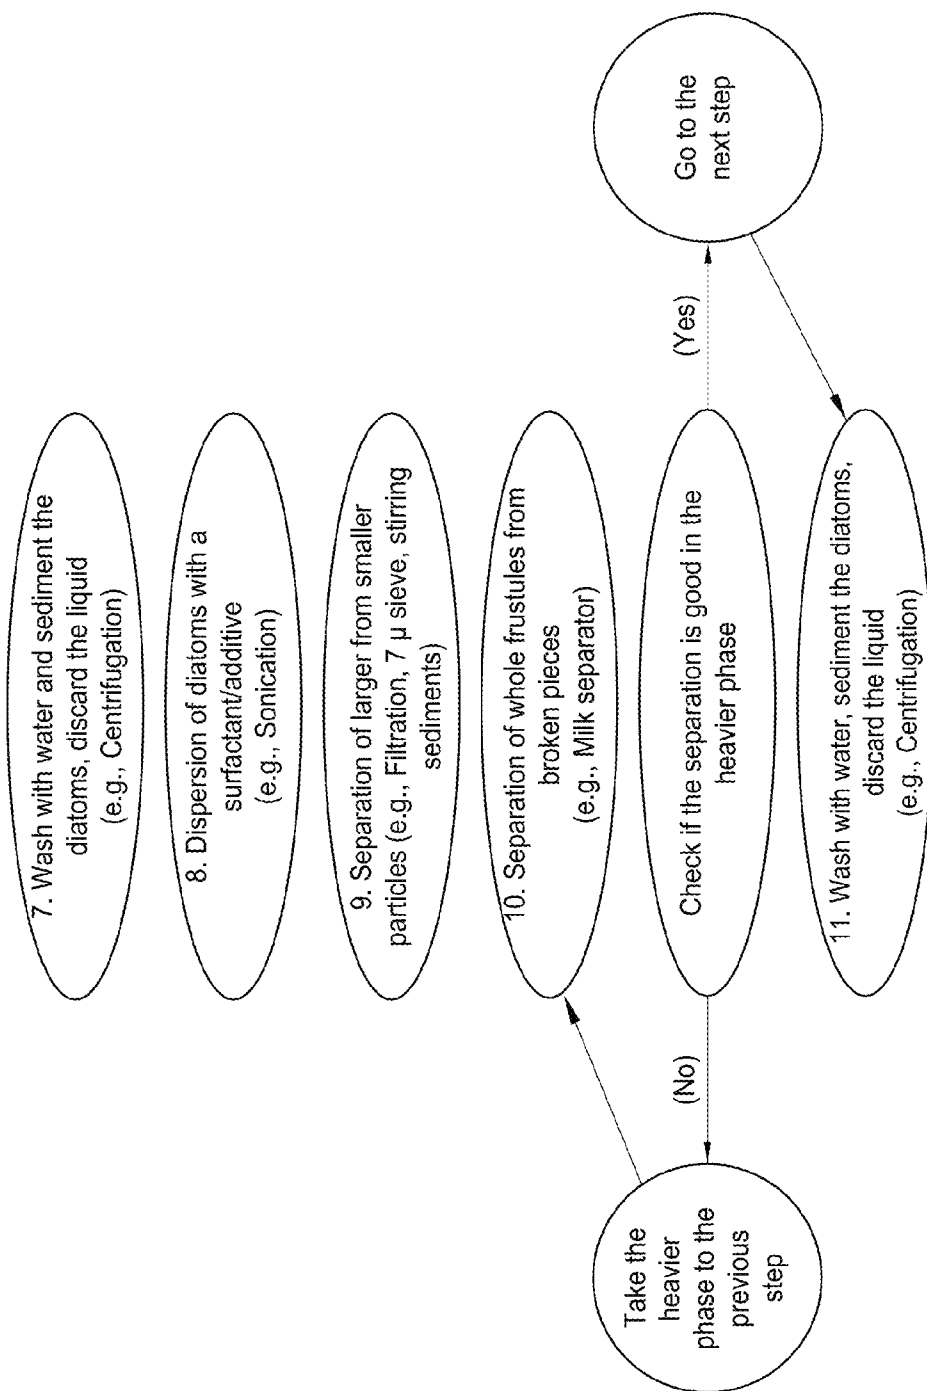 7. Wash with water and sediment the
diatoms, discard the liquid
(e.g., Centrifugation)
8. Dispersion of diatoms with a
surfactant/additive
(e.g., Sonication)
9. Separation of larger from smaller
particles (e.g., Filtration, 7 µ sieve, stirring
sediments)
10. Separation of whole frustules from
broken pieces
(e.g., Milk separator)
Take the
heavier
phase to the
previous
step
(No)
Check if the separation is good in the
heavier phase
(Yes)
Go to the
next step
11. Wash with water, sediment the diatoms,
discard the liquid
(e.g., Centrifugation)